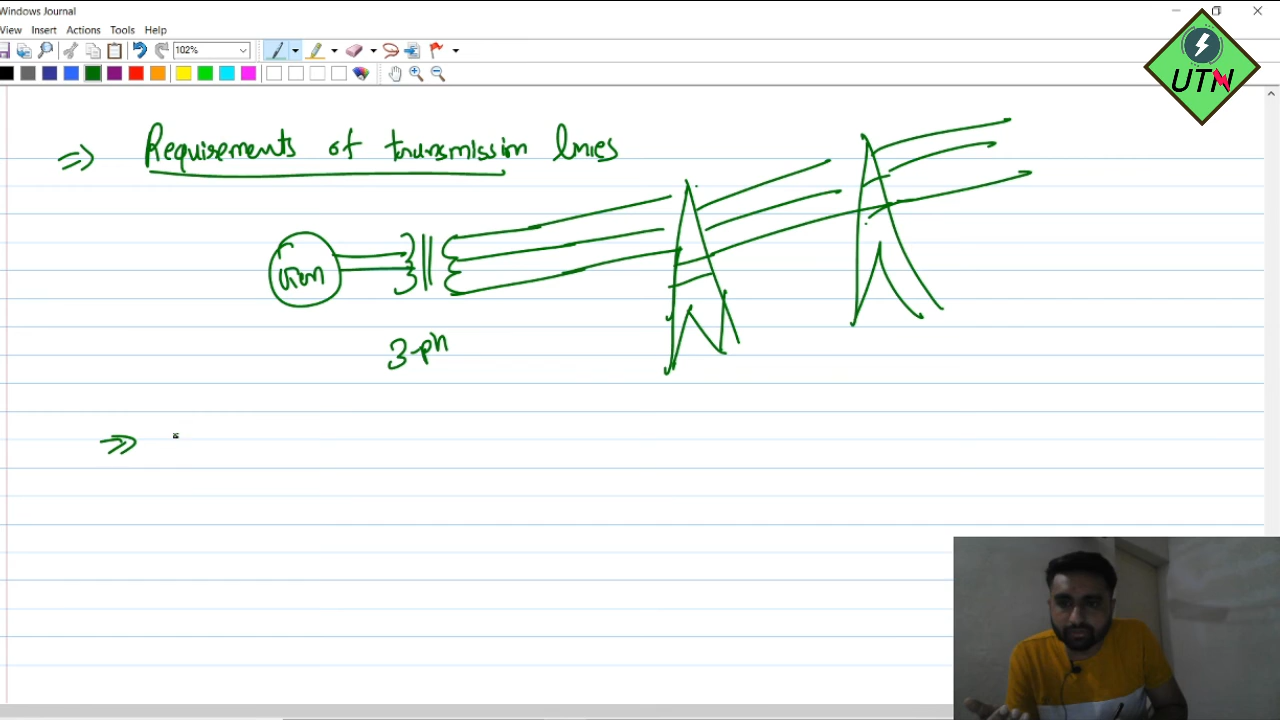 Windows Journal
View Insert Actions Tools Help
102%
UTN
⇒ Requirements of transmission lines
Gen
3-ph
⇒